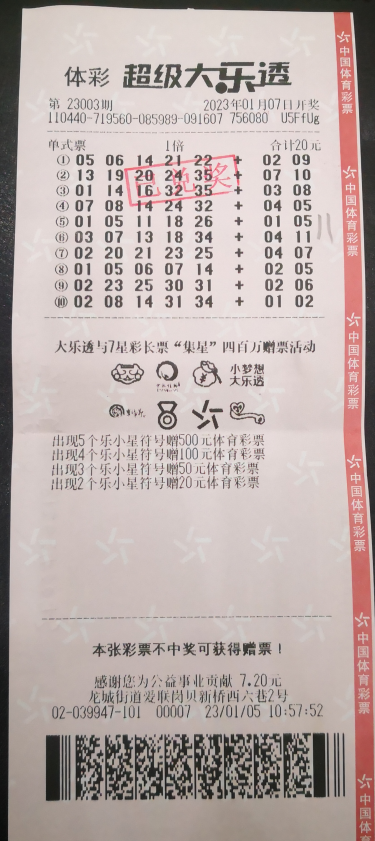 体彩 超级大乐透
第 23003期 2023年01月07日开奖
110440-719560-085989-091607 756080 U5FfUg
单式票 1倍 合计20元
① 05 06 14 21 22 + 02 09
② 13 19 20 24 35 + 07 10
③ 01 14 16 32 35 + 03 08
④ 07 08 14 24 32 + 04 05
⑤ 01 05 11 18 26 + 01 05
⑥ 03 07 13 18 34 + 04 11
⑦ 02 20 21 23 25 + 04 07
⑧ 01 05 06 07 14 + 02 05
⑨ 02 23 25 30 31 + 02 06
⑩ 02 08 14 31 34 + 01 02
已兑奖
大乐透与7星彩长票“集星”四百万赠票活动
小梦想
大乐透
出现5个乐小星符号赠500元体育彩票
出现4个乐小星符号赠100元体育彩票
出现3个乐小星符号赠50元体育彩票
出现2个乐小星符号赠20元体育彩票
本张彩票不中奖可获得赠票！
感谢您为公益事业贡献 7.20元
龙城街道爱联岗贝新桥西六巷2号
02-039947-101 00007 23/01/05 10:57:52
中国体育彩票
中国体育彩票
中国体育彩票
中国体育彩票
中国体育彩票
中国体育